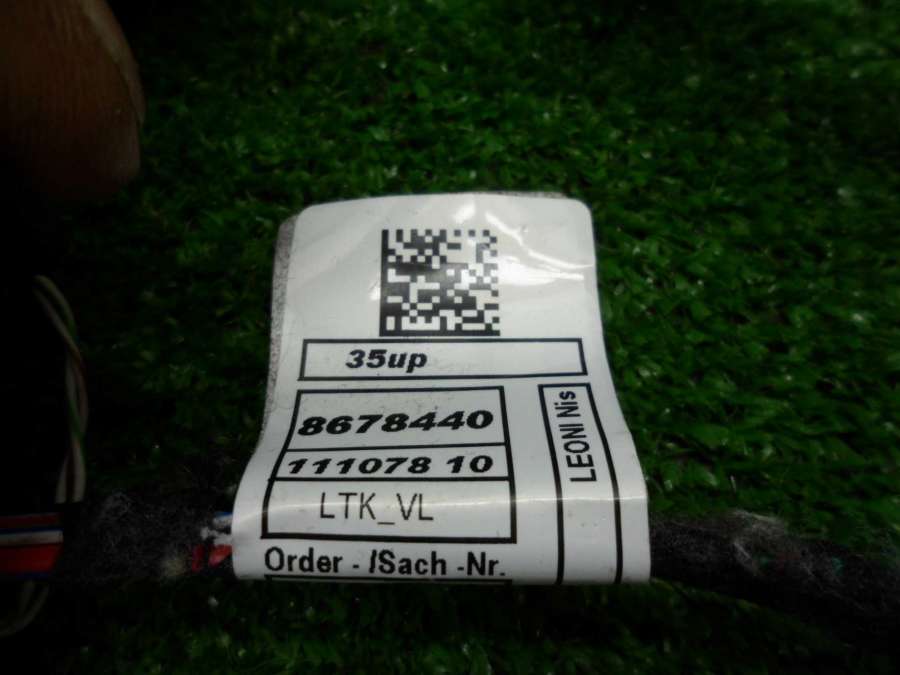 35up
8678440
111078 10
LTK_VL
Order - /Sach -Nr.
LEONI Nis